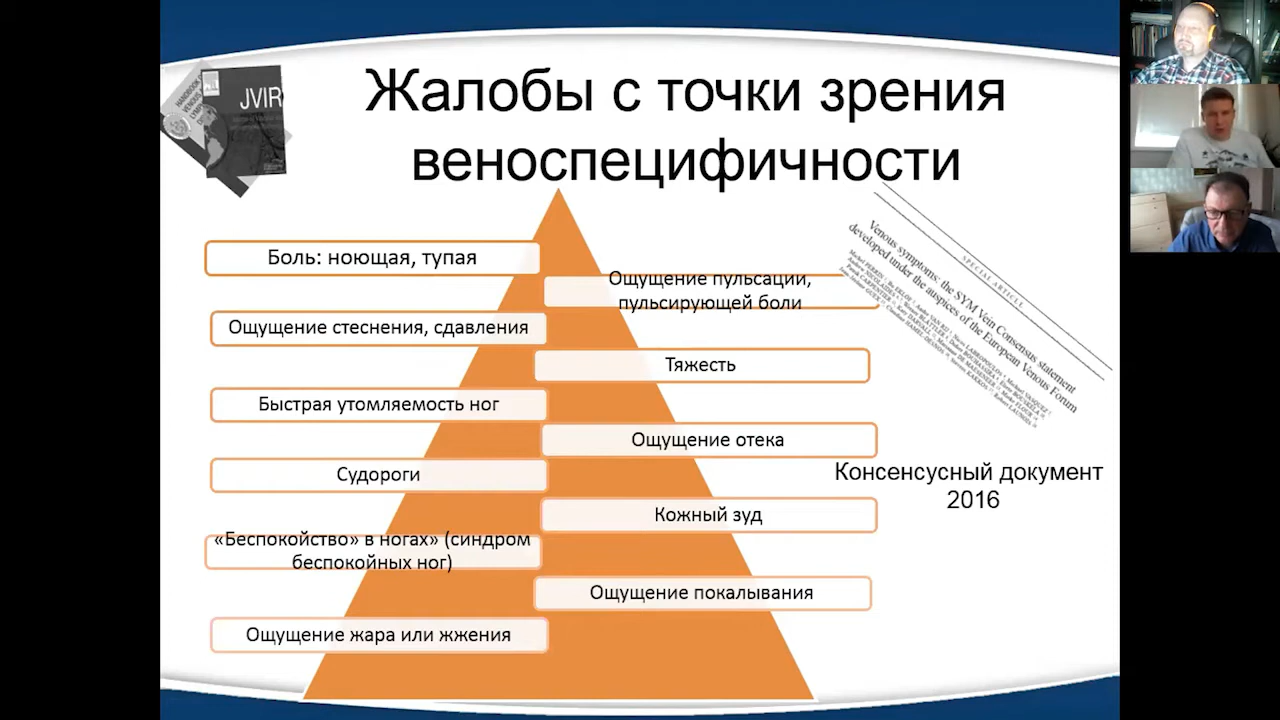 Жалобы с точки зрения
веноспецифичности
JVIR
Боль: ноющая, тупая
Ощущение пульсации,
пульсирующей боли
Ощущение стеснения, сдавления
Тяжесть
Быстрая утомляемость ног
Ощущение отека
Судороги
Кожный зуд
«Беспокойство» в ногах» (синдром
беспокойных ног)
Ощущение покалывания
Ощущение жара или жжения
SPECIAL ARTICLE
Venous symptoms: the SYM Vein Consensus statement
developed under the auspices of the European Venous Forum
Консенсусный документ
2016